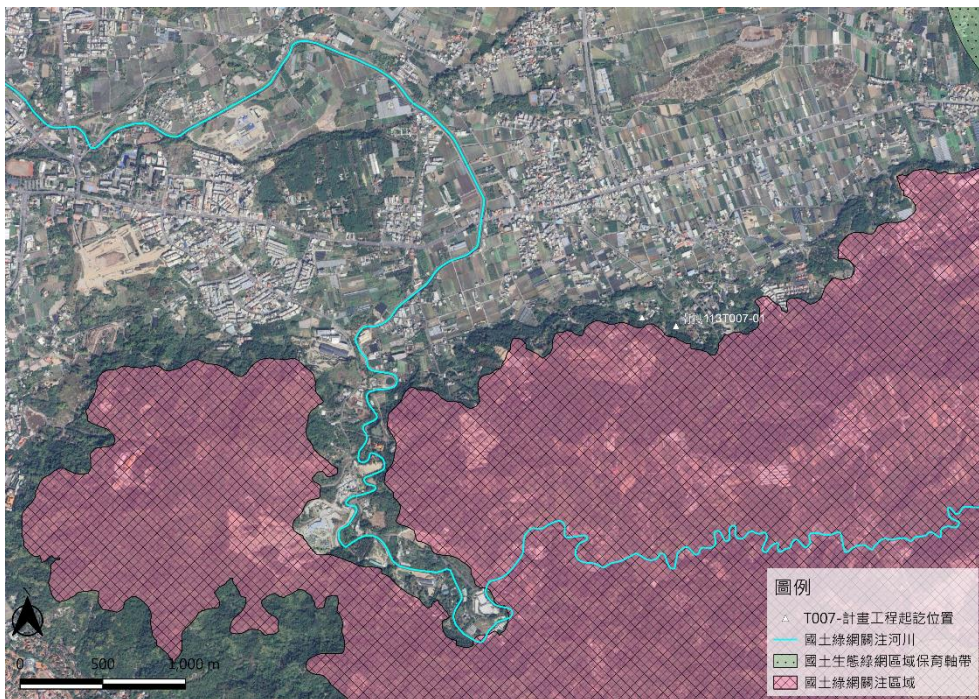 113T007-01
0 500 1,000 m
圖例
T007-計畫工程起訖位置
國土綠網關注河川
國土生態綠網區域保育軸帶
國土綠網關注區域